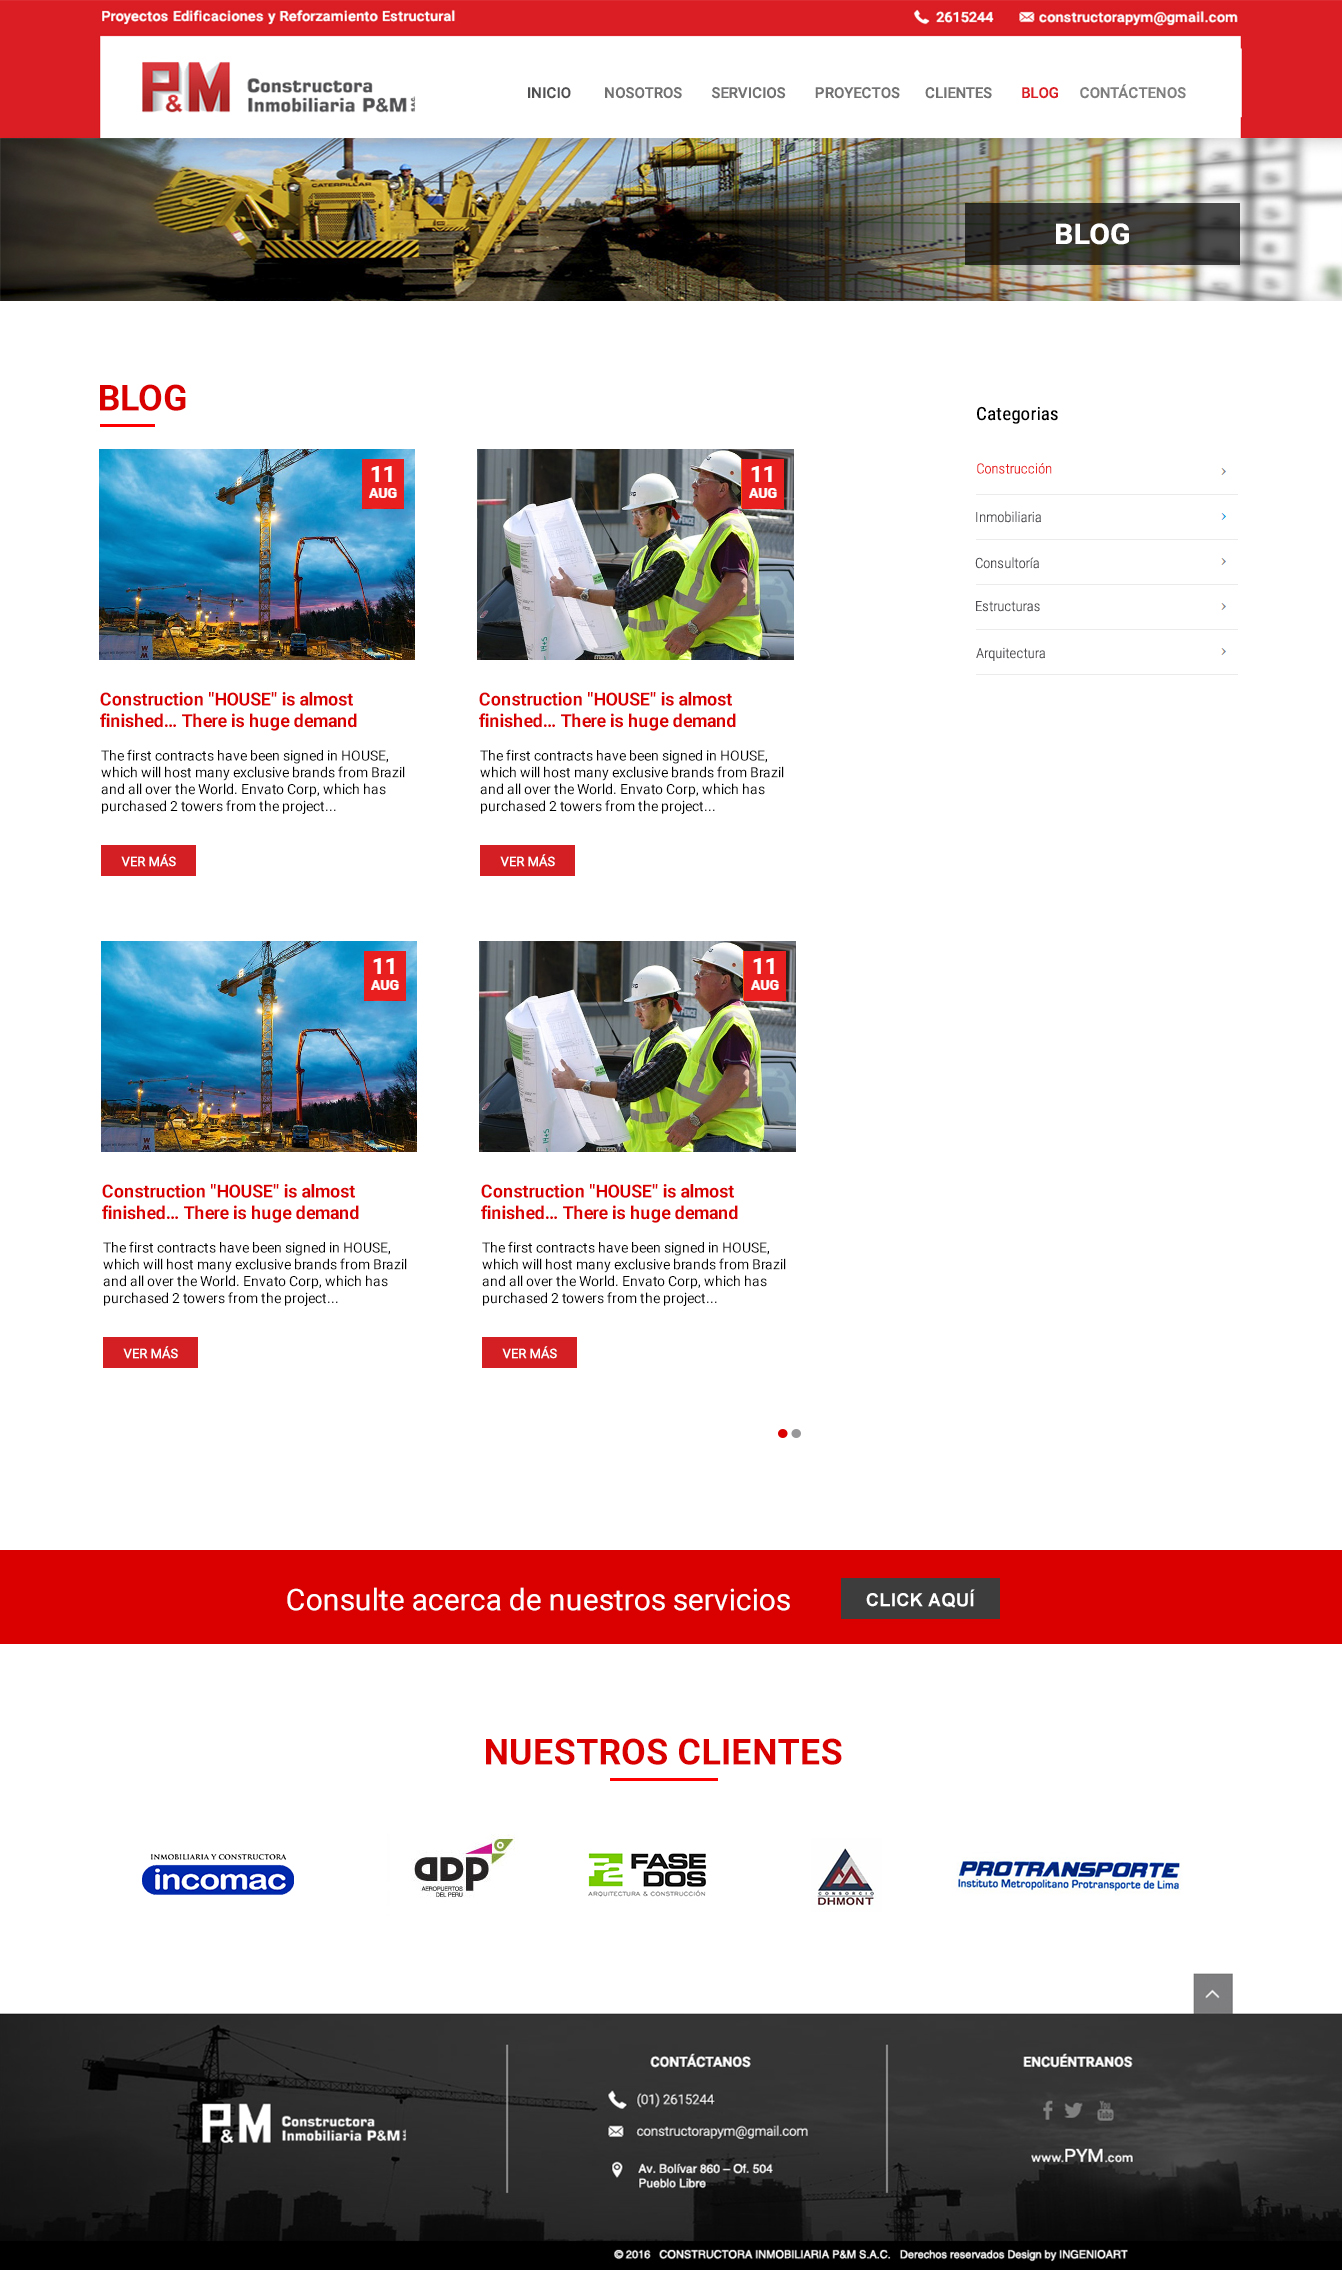 Proyectos Edificaciones y Reforzamiento Estructural
2615244
constructorapym@gmail.com
P&M Constructora
Inmobiliaria P&M S.A.C.
INICIO NOSOTROS SERVICIOS PROYECTOS CLIENTES BLOG CONTÁCTENOS
CATERPILLAR
BLOG
BLOG
11
AUG
Construction "HOUSE" is almost
finished... There is huge demand
The first contracts have been signed in HOUSE,
which will host many exclusive brands from Brazil
and all over the World. Envato Corp, which has
purchased 2 towers from the project...
VER MÁS
11
AUG
Construction "HOUSE" is almost
finished... There is huge demand
The first contracts have been signed in HOUSE,
which will host many exclusive brands from Brazil
and all over the World. Envato Corp, which has
purchased 2 towers from the project...
VER MÁS
Categorias
Construcción
Inmobiliaria
Consultoría
Estructuras
Arquitectura
11
AUG
Construction "HOUSE" is almost
finished... There is huge demand
The first contracts have been signed in HOUSE,
which will host many exclusive brands from Brazil
and all over the World. Envato Corp, which has
purchased 2 towers from the project...
VER MÁS
11
AUG
Construction "HOUSE" is almost
finished... There is huge demand
The first contracts have been signed in HOUSE,
which will host many exclusive brands from Brazil
and all over the World. Envato Corp, which has
purchased 2 towers from the project...
VER MÁS
Consulte acerca de nuestros servicios
CLICK AQUÍ
NUESTROS CLIENTES
INMOBILIARIA Y CONSTRUCTORA
incomac
ADP
AEROPUERTOS
DEL PERU
F2 FASE
DOS
ARQUITECTURA & CONSTRUCCIÓN
CONSORCIO
DHMONT
PROTRANSPORTE
Instituto Metropolitano Protransporte de Lima
P&M Constructora
Inmobiliaria P&M
CONTÁCTANOS
(01) 2615244
constructorapym@gmail.com
Av. Bolívar 860 – Of. 504
Pueblo Libre
ENCUÉNTRANOS
www.PYM.com
© 2016 CONSTRUCTORA INMOBILIARIA P&M S.A.C. Derechos reservados Design by INGENIOART